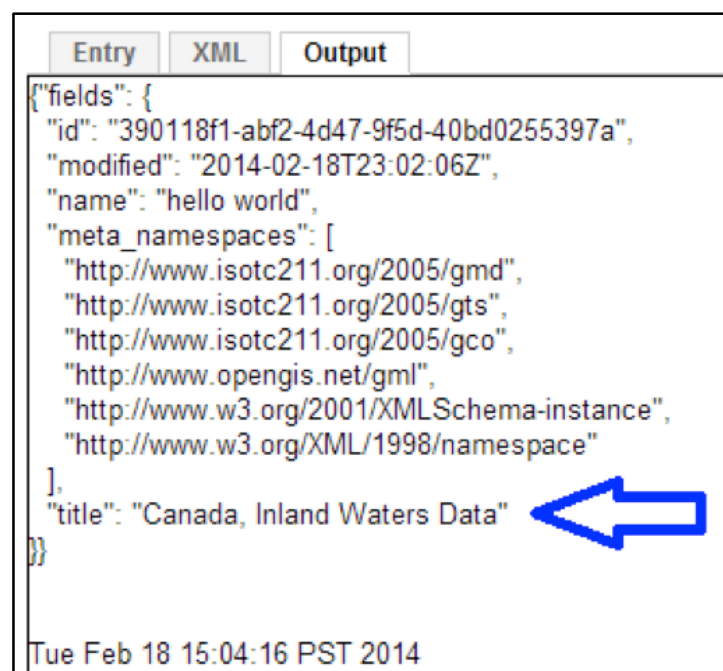 Entry XML Output
{"fields": {
"id": "390118f1-abf2-4d47-9f5d-40bd0255397a",
"modified": "2014-02-18T23:02:06Z",
"name": "hello world",
"meta_namespaces": [
"http://www.isotc211.org/2005/gmd",
"http://www.isotc211.org/2005/gts",
"http://www.isotc211.org/2005/gco",
"http://www.opengis.net/gml",
"http://www.w3.org/2001/XMLSchema-instance",
"http://www.w3.org/XML/1998/namespace"
],
"title": "Canada, Inland Waters Data"
}}
Tue Feb 18 15:04:16 PST 2014